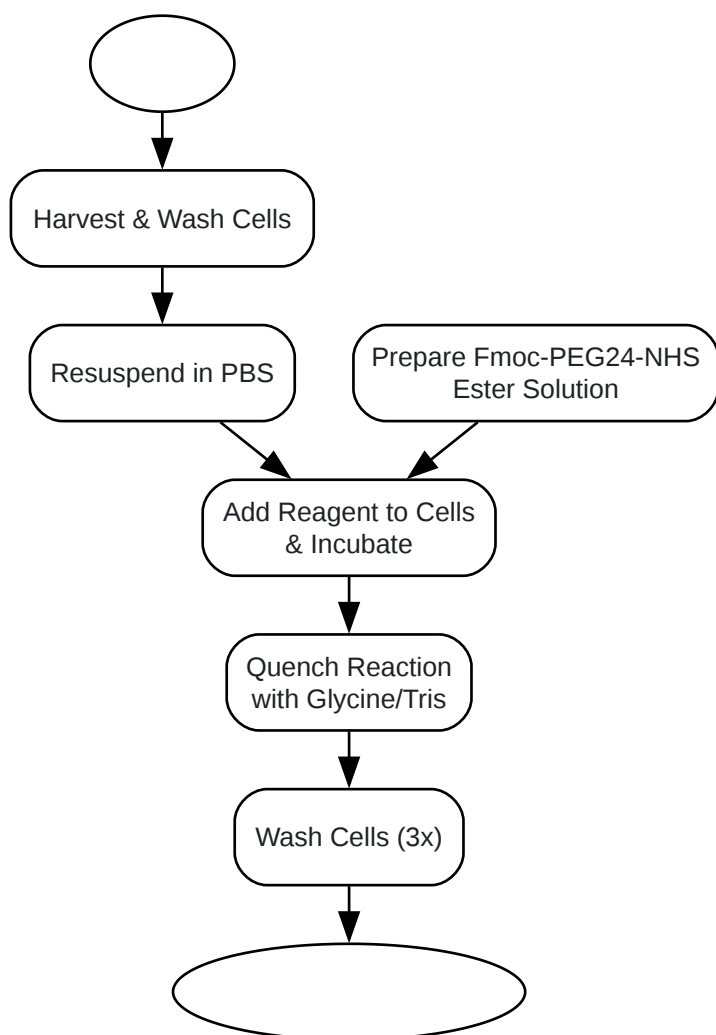 Harvest & Wash Cells
Resuspend in PBS
Prepare Fmoc-PEG24-NHS
Ester Solution
Add Reagent to Cells
& Incubate
Quench Reaction
with Glycine/Tris
Wash Cells (3x)